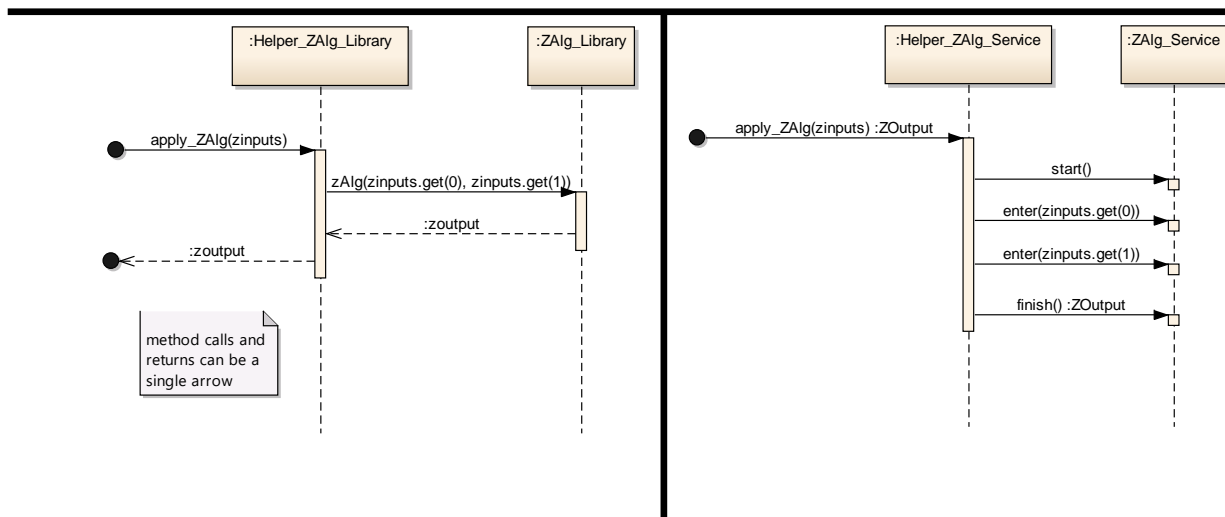 :Helper_ZAlg_Library
:ZAlg_Library
apply_ZAlg(zinputs)
zAlg(zinputs.get(0), zinputs.get(1))
:zoutput
:zoutput
method calls and
returns can be a
single arrow
:Helper_ZAlg_Service
:ZAlg_Service
apply_ZAlg(zinputs) :ZOutput
start()
enter(zinputs.get(0))
enter(zinputs.get(1))
finish() :ZOutput